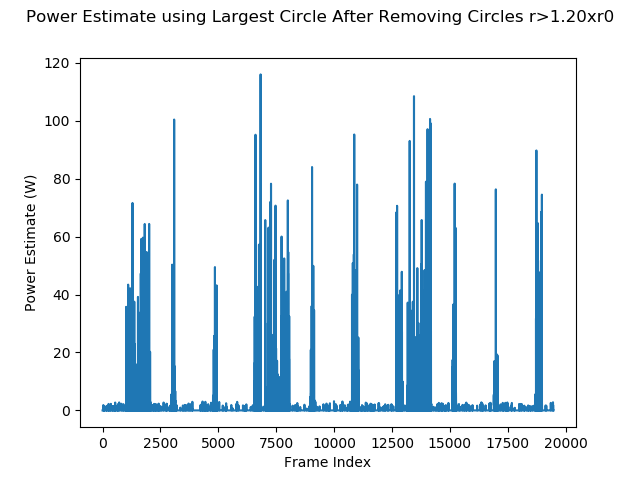 Power Estimate using Largest Circle After Removing Circles r>1.20xr0
120
100
80
60
40
20
0
Power Estimate (W)
0 2500 5000 7500 10000 12500 15000 17500 20000
Frame Index